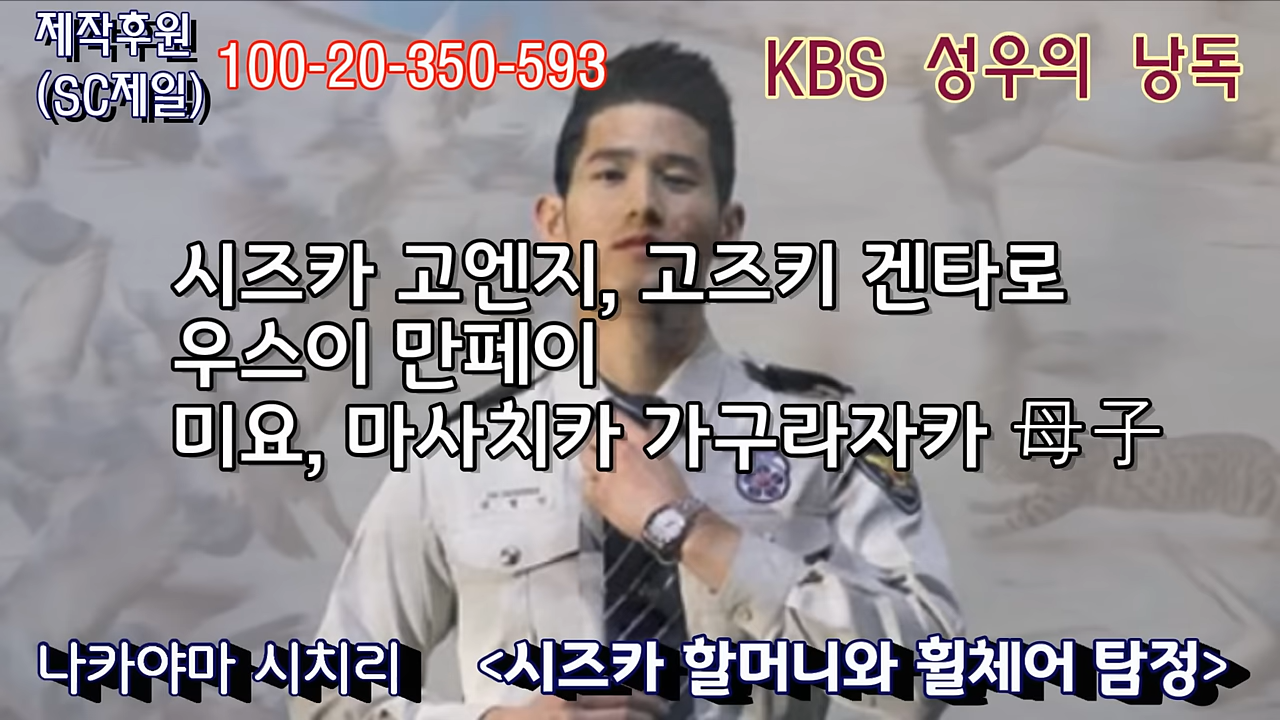 제작후원
(SC제일)
100-20-350-593
KBS 성우의 낭독
시즈카 고엔지, 고즈키 겐타로
우스이 만페이
미요, 마사치카 가구라자카 母子
나카야마 시치리
<시즈카 할머니와 휠체어 탐정>